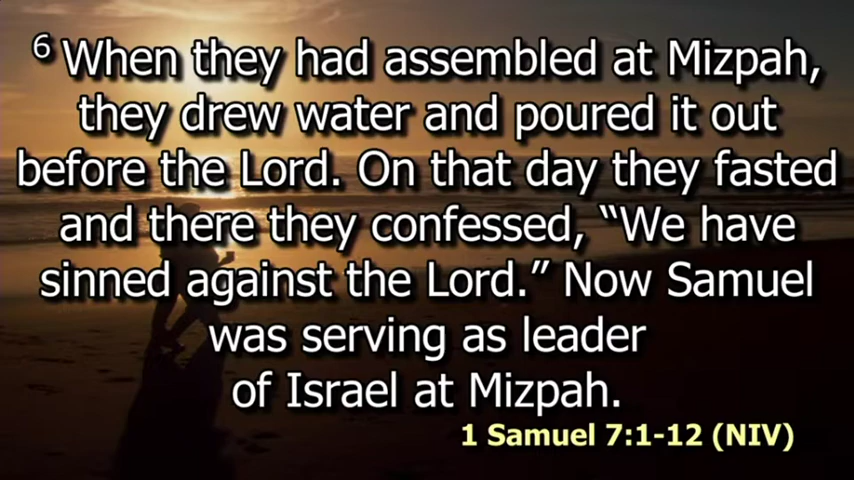 6 When they had assembled at Mizpah,
they drew water and poured it out
before the Lord. On that day they fasted
and there they confessed, “We have
sinned against the Lord.” Now Samuel
was serving as leader
of Israel at Mizpah.
1 Samuel 7:1-12 (NIV)